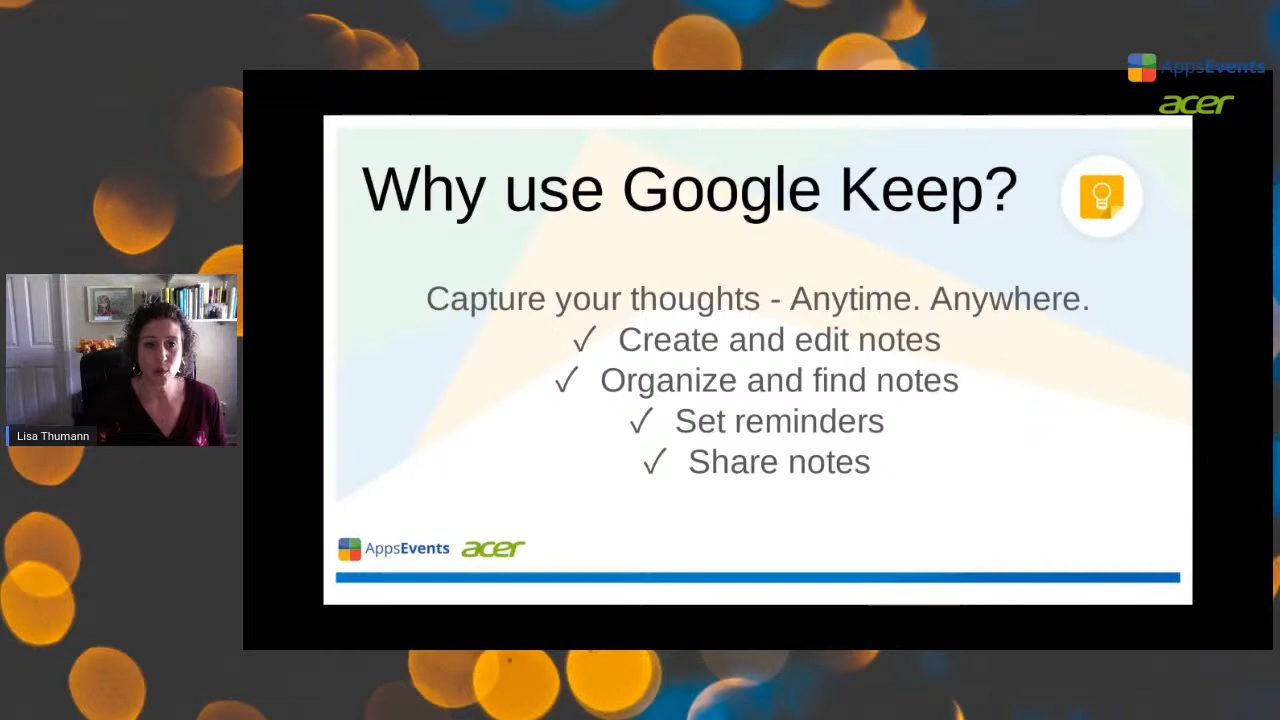 AppsEvents
acer
Why use Google Keep?
Capture your thoughts - Anytime. Anywhere.
✓ Create and edit notes
✓ Organize and find notes
✓ Set reminders
✓ Share notes
Lisa Thumann
AppsEvents acer